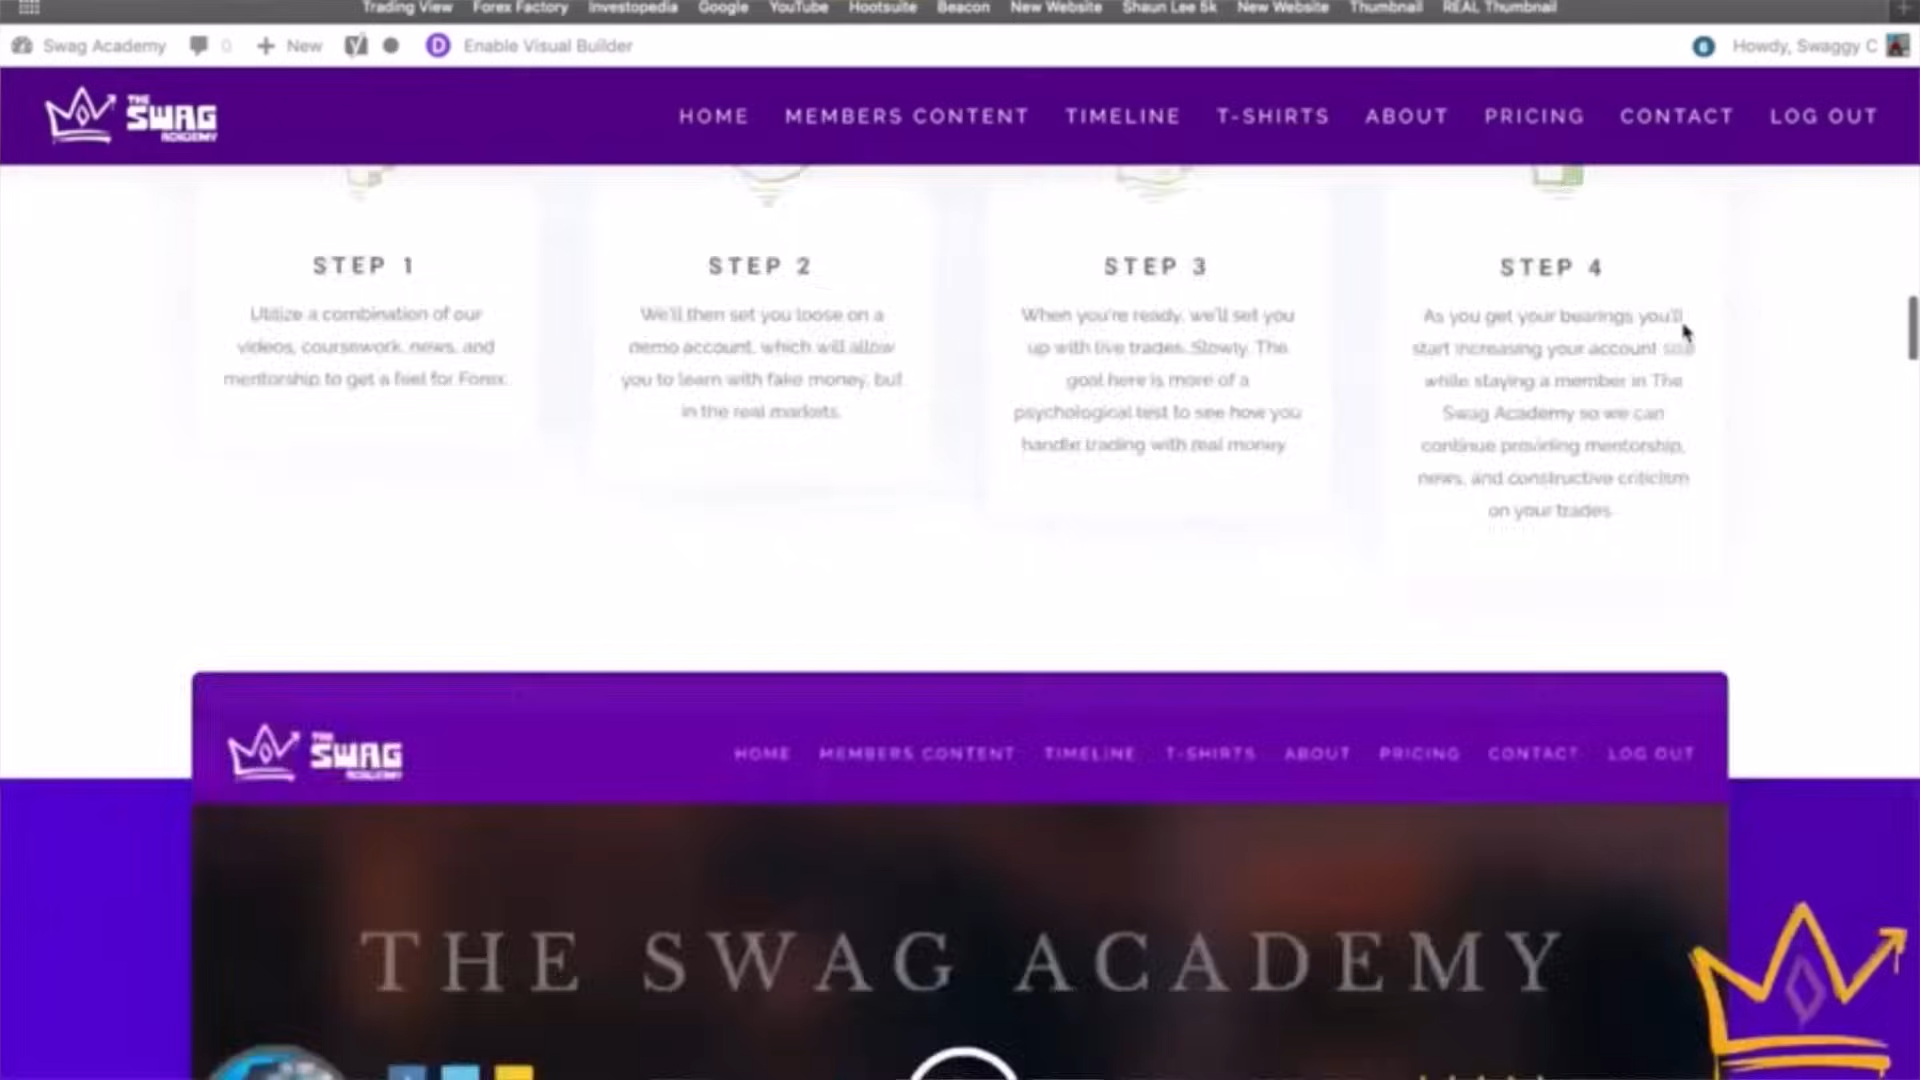 Trading View Forex Factory Investopedia Google YouTube Hootsuite Beacon New Website Shaun Lee 5k New Website Thumbnail REAL Thumbnail
Swag Academy 0 New Enable Visual Builder Howdy, Swaggy C
THE SWAG ACADEMY
HOME MEMBERS CONTENT TIMELINE T-SHIRTS ABOUT PRICING CONTACT LOG OUT
STEP 1
Utilize a combination of our
videos, coursework, news, and
mentorship to get a feel for Forex.
STEP 2
We'll then set you loose on a
demo account, which will allow
you to learn with fake money, but
in the real markets.
STEP 3
When you're ready, we'll set you
up with live trades. Slowly. The
goal here is more of a
psychological test to see how you
handle trading with real money
STEP 4
As you get your bearings you'll
start increasing your account size
while staying a member in The
Swag Academy so we can
continue providing mentorship,
news, and constructive criticism
on your trades
THE SWAG ACADEMY
HOME MEMBERS CONTENT TIMELINE T-SHIRTS ABOUT PRICING CONTACT LOG OUT
THE SWAG ACADEMY